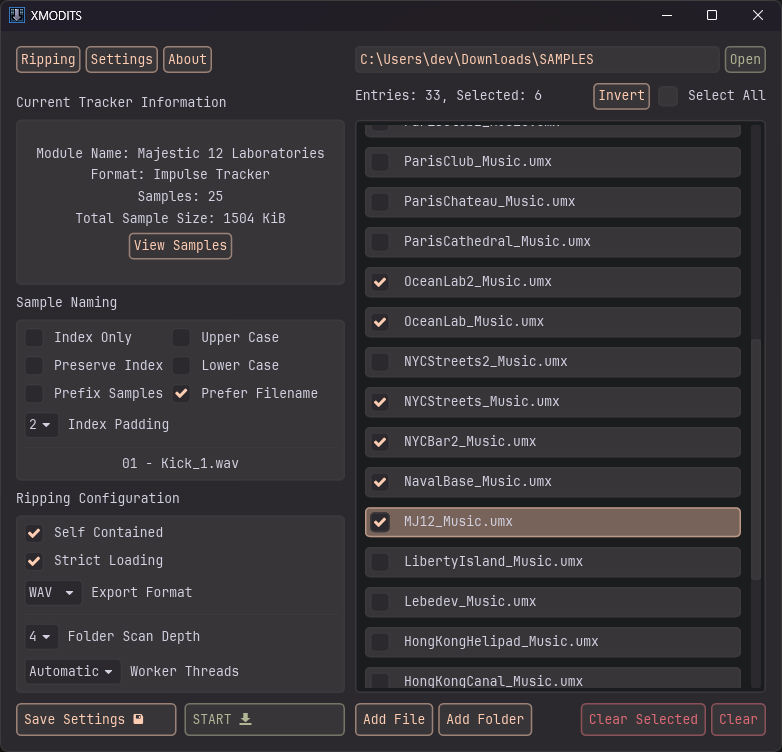 XMODITS
Ripping Settings About
Current Tracker Information
Module Name: Majestic 12 Laboratories
Format: Impulse Tracker
Samples: 25
Total Sample Size: 1504 KiB
View Samples
Sample Naming
Index Only Upper Case
Preserve Index Lower Case
Prefix Samples Prefer Filename
2 Index Padding
01 - Kick_1.wav
Ripping Configuration
Self Contained
Strict Loading
WAV Export Format
4 Folder Scan Depth
Automatic Worker Threads
Save Settings START
C:\Users\dev\Downloads\SAMPLES Open
Entries: 33, Selected: 6 Invert Select All
ParisClub_Music.umx
ParisChateau_Music.umx
ParisCathedral_Music.umx
OceanLab2_Music.umx
OceanLab_Music.umx
NYCStreets2_Music.umx
NYCStreets_Music.umx
NYCBar2_Music.umx
NavalBase_Music.umx
MJ12_Music.umx
LibertyIsland_Music.umx
Lebedev_Music.umx
HongKongHelipad_Music.umx
HongKongCanal_Music.umx
Add File Add Folder Clear Selected Clear